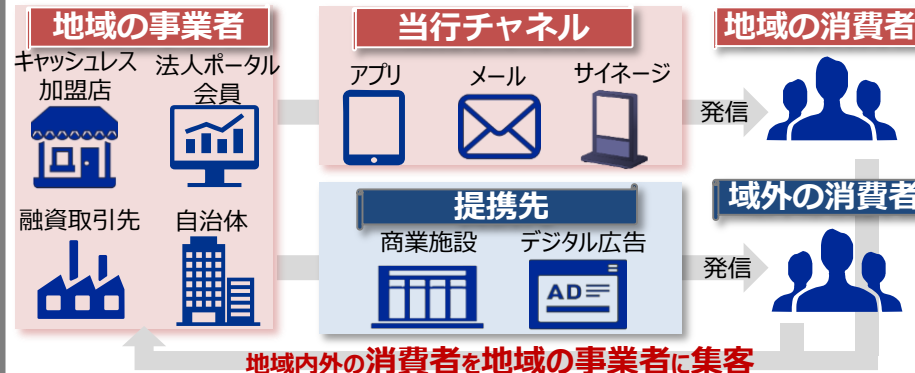 地域の事業者
キャッシュレス
加盟店
法人ポータル
会員
融資取引先
自治体
当行チャネル
アプリ
メール
サイネージ
発信
地域の消費者
提携先
商業施設
デジタル広告
AD
発信
域外の消費者
地域内外の消費者を地域の事業者に集客